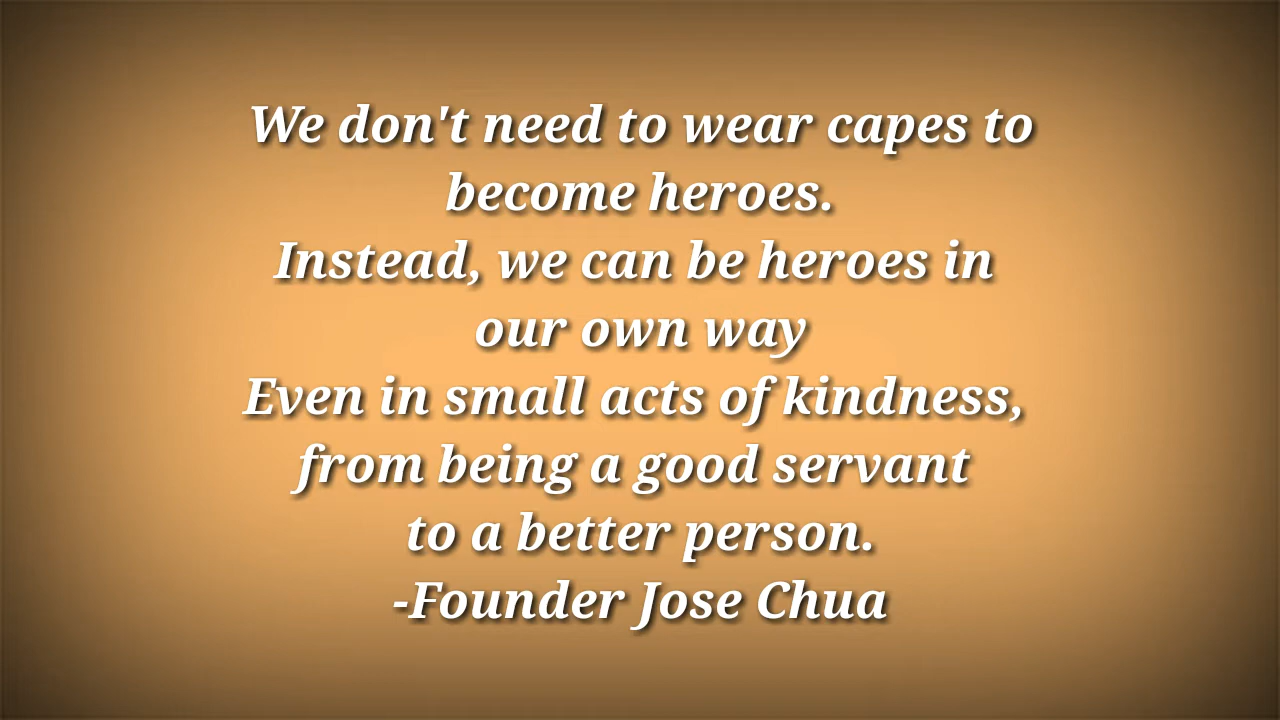 We don't need to wear capes to
become heroes.
Instead, we can be heroes in
our own way
Even in small acts of kindness,
from being a good servant
to a better person.
-Founder Jose Chua